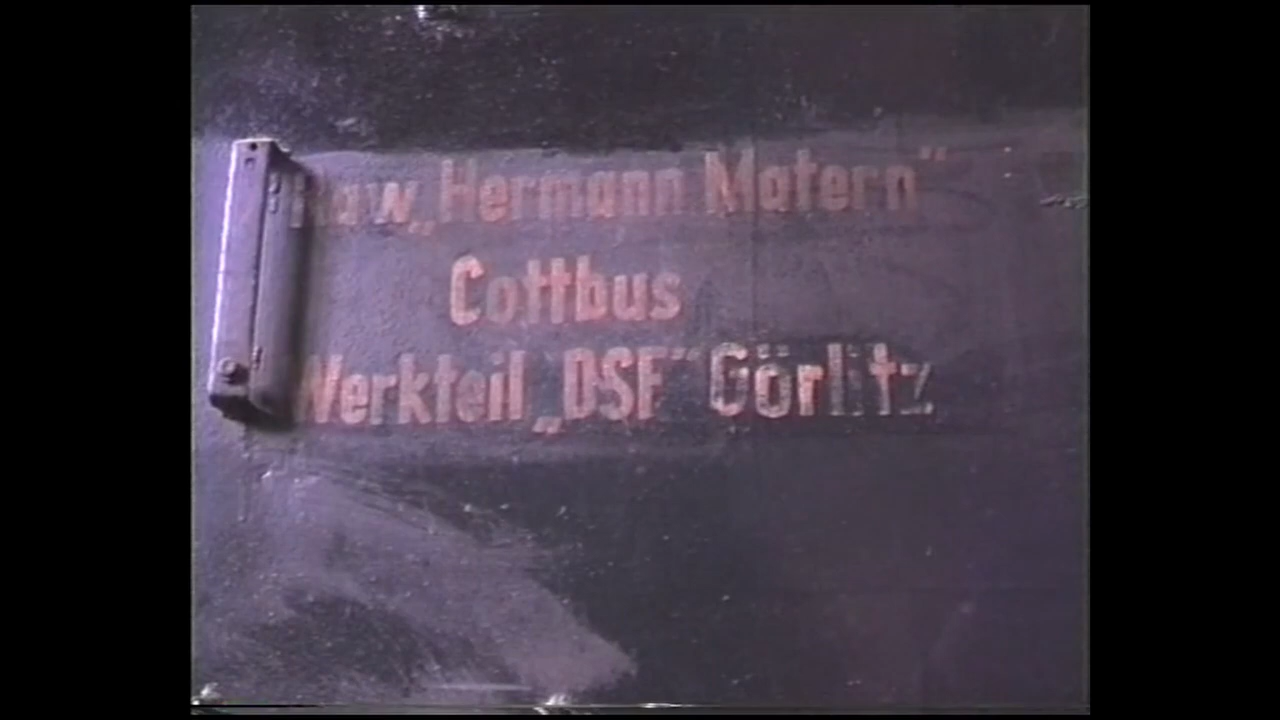 Raw „Hermann Matern"
Cottbus
Werkteil „DSF" Görlitz